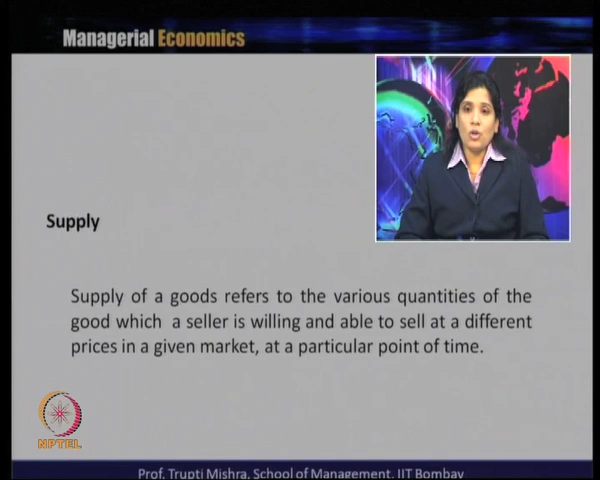 Managerial Economics
Supply
Supply of a goods refers to the various quantities of the
good which a seller is willing and able to sell at a different
prices in a given market, at a particular point of time.
NPTEL
Prof. Trupti Mishra, School of Management, IIT Bombay